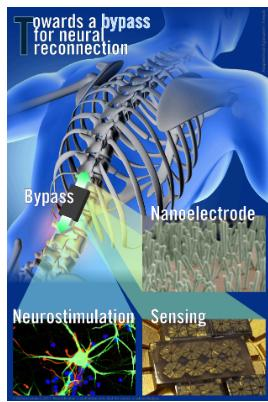 Towards a bypass
for neural
reconnection
Bypass
Nanoelectrode
Neurostimulation
Sensing